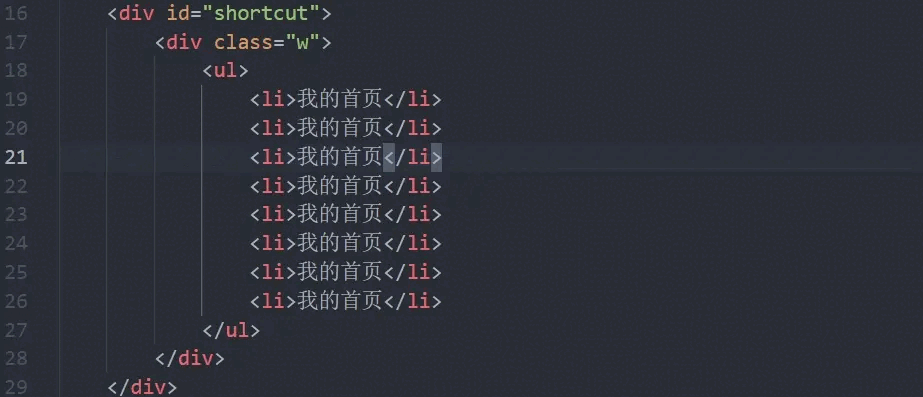 16 <div id="shortcut">
17 <div class="w">
18 <ul>
19 <li>我的首页</li>
20 <li>我的首页</li>
21 <li>我的首页</li>
22 <li>我的首页</li>
23 <li>我的首页</li>
24 <li>我的首页</li>
25 <li>我的首页</li>
26 <li>我的首页</li>
27 </ul>
28 </div>
29 </div>